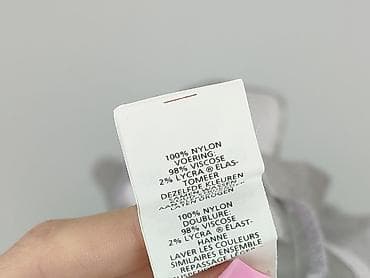 100% NYLON
VOERING:
98% VISCOSE
2% LYCRA ® ELAS-
TOMEER
DEZELFDE KLEUREN
100% NYLON
DOUBLURE:
98% VISCOSE
2% LYCRA ® ELAST-
HANNE
LAVER LES COULEURS
SIMILAIRES ENSEMBLE
REPASSAGE